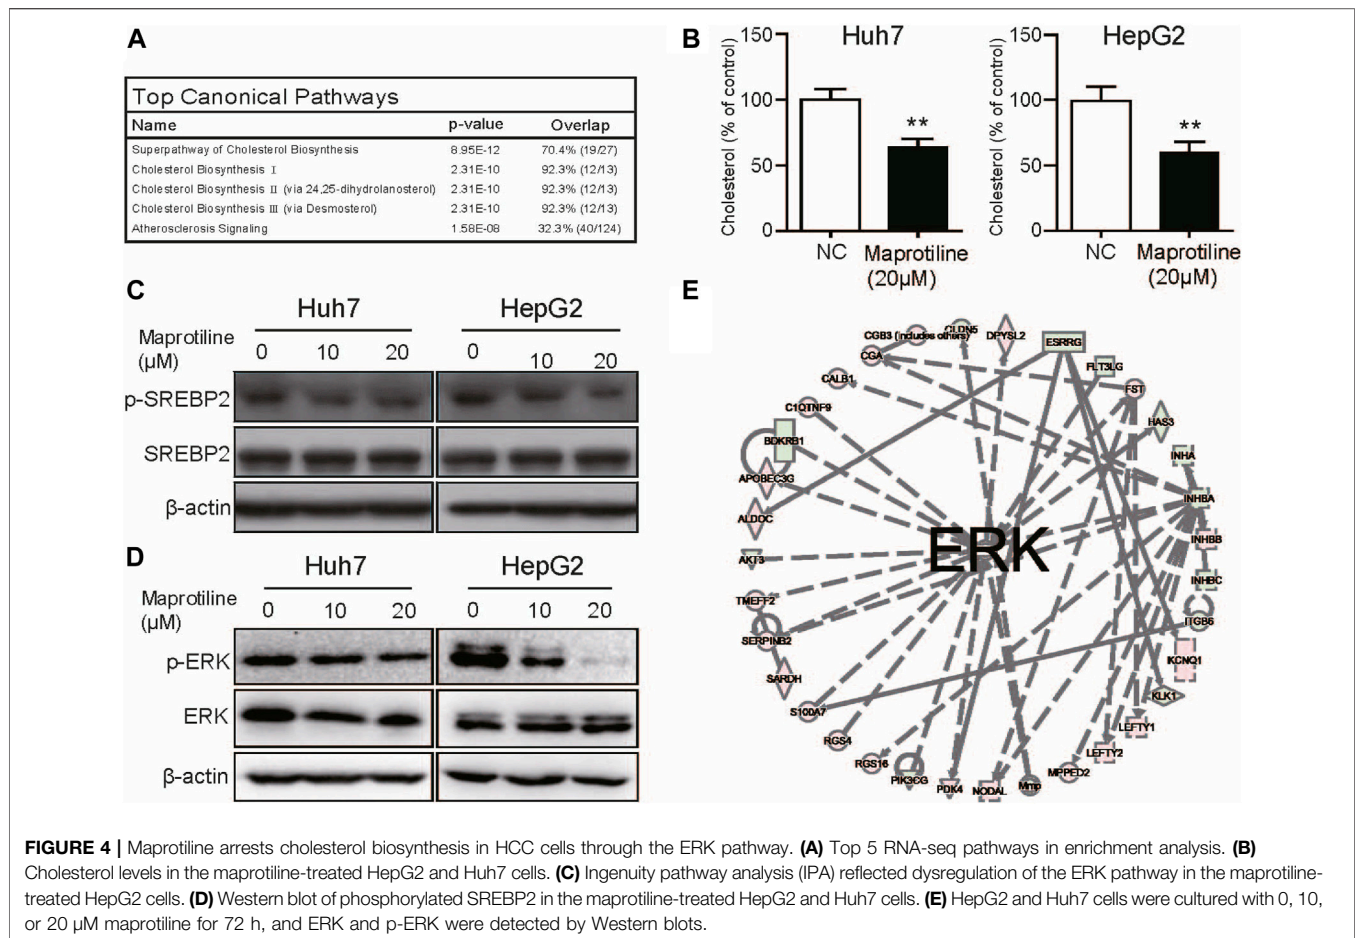 A
Top Canonical Pathways
Name p-value Overlap
Superpathway of Cholesterol Biosynthesis 8.95E-12 70.4% (19/27)
Cholesterol Biosynthesis I 2.31E-10 92.3% (12/13)
Cholesterol Biosynthesis II (via 24,25-dihydrolanosterol) 2.31E-10 92.3% (12/13)
Cholesterol Biosynthesis III (via Desmosterol) 2.31E-10 92.3% (12/13)
Atherosclerosis Signaling 1.58E-08 32.3% (40/124)
B
Huh7
Cholesterol (% of control)
150
100
50
0
**
NC
Maprotiline
(20μM)
HepG2
Cholesterol (% of control)
150
100
50
0
**
NC
Maprotiline
(20μM)
C
Huh7 HepG2
Maprotiline
(μM)
0 10 20 0 10 20
p-SREBP2
SREBP2
β-actin
D
Huh7 HepG2
Maprotiline
(μM)
0 10 20 0 10 20
p-ERK
ERK
β-actin
E
CLDN5
DPYSL2
CGB3 (includes others)
ESRRG
CGA
FLT3LG
CALB1
FST
C1QTNF9
HAS3
BDKRB1
INHA
APOBEC3G
INHBA
ALDOC
ERK
INHBB
AKT3
INHBC
TMEFF2
ITGB6
SERPINB2
KCNQ1
SARDH
KLK1
S100A7
LEFTY1
RGS4
LEFTY2
RGS16
MPPED2
PIK3CG
PDK4
NODAL
Mmp
FIGURE 4 | Maprotiline arrests cholesterol biosynthesis in HCC cells through the ERK pathway. (A) Top 5 RNA-seq pathways in enrichment analysis. (B)
Cholesterol levels in the maprotiline-treated HepG2 and Huh7 cells. (C) Ingenuity pathway analysis (IPA) reflected dysregulation of the ERK pathway in the maprotiline-
treated HepG2 cells. (D) Western blot of phosphorylated SREBP2 in the maprotiline-treated HepG2 and Huh7 cells. (E) HepG2 and Huh7 cells were cultured with 0, 10,
or 20 μM maprotiline for 72 h, and ERK and p-ERK were detected by Western blots.